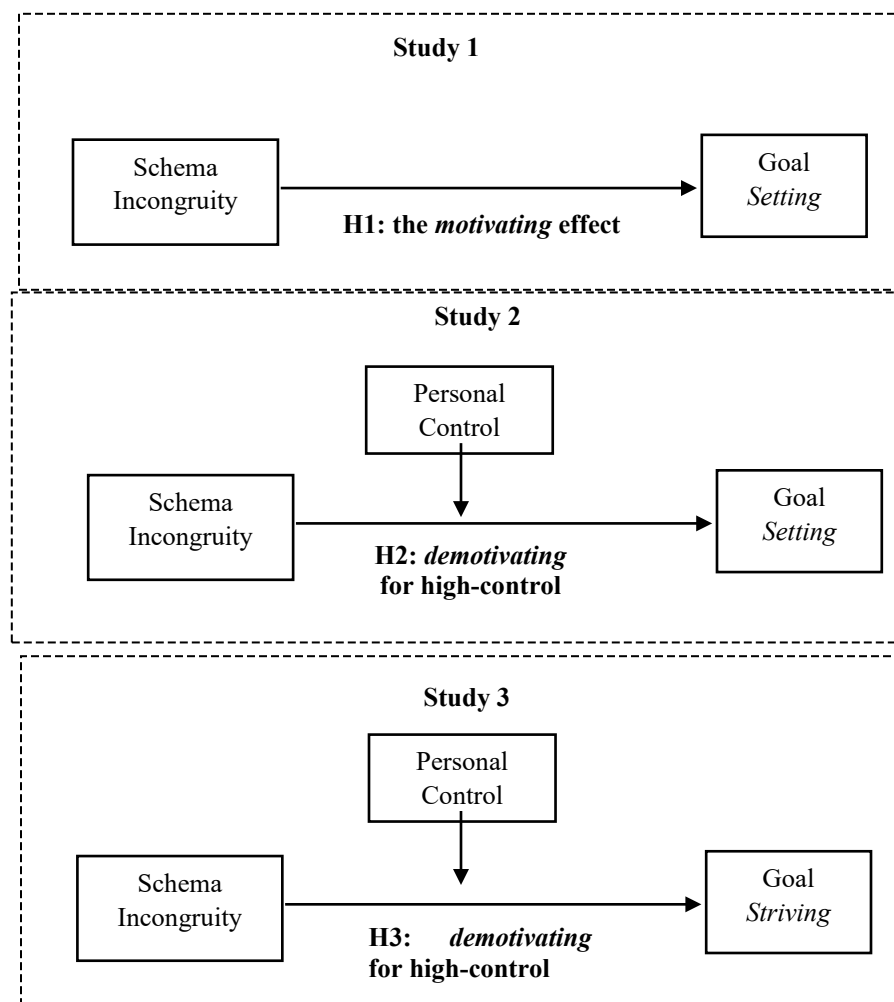 Study 1
Schema
Incongruity
Goal
Setting
H1: the motivating effect
Study 2
Personal
Control
Schema
Incongruity
Goal
Setting
H2: demotivating
for high-control
Study 3
Personal
Control
Schema
Incongruity
Goal
Striving
H3: demotivating
for high-control